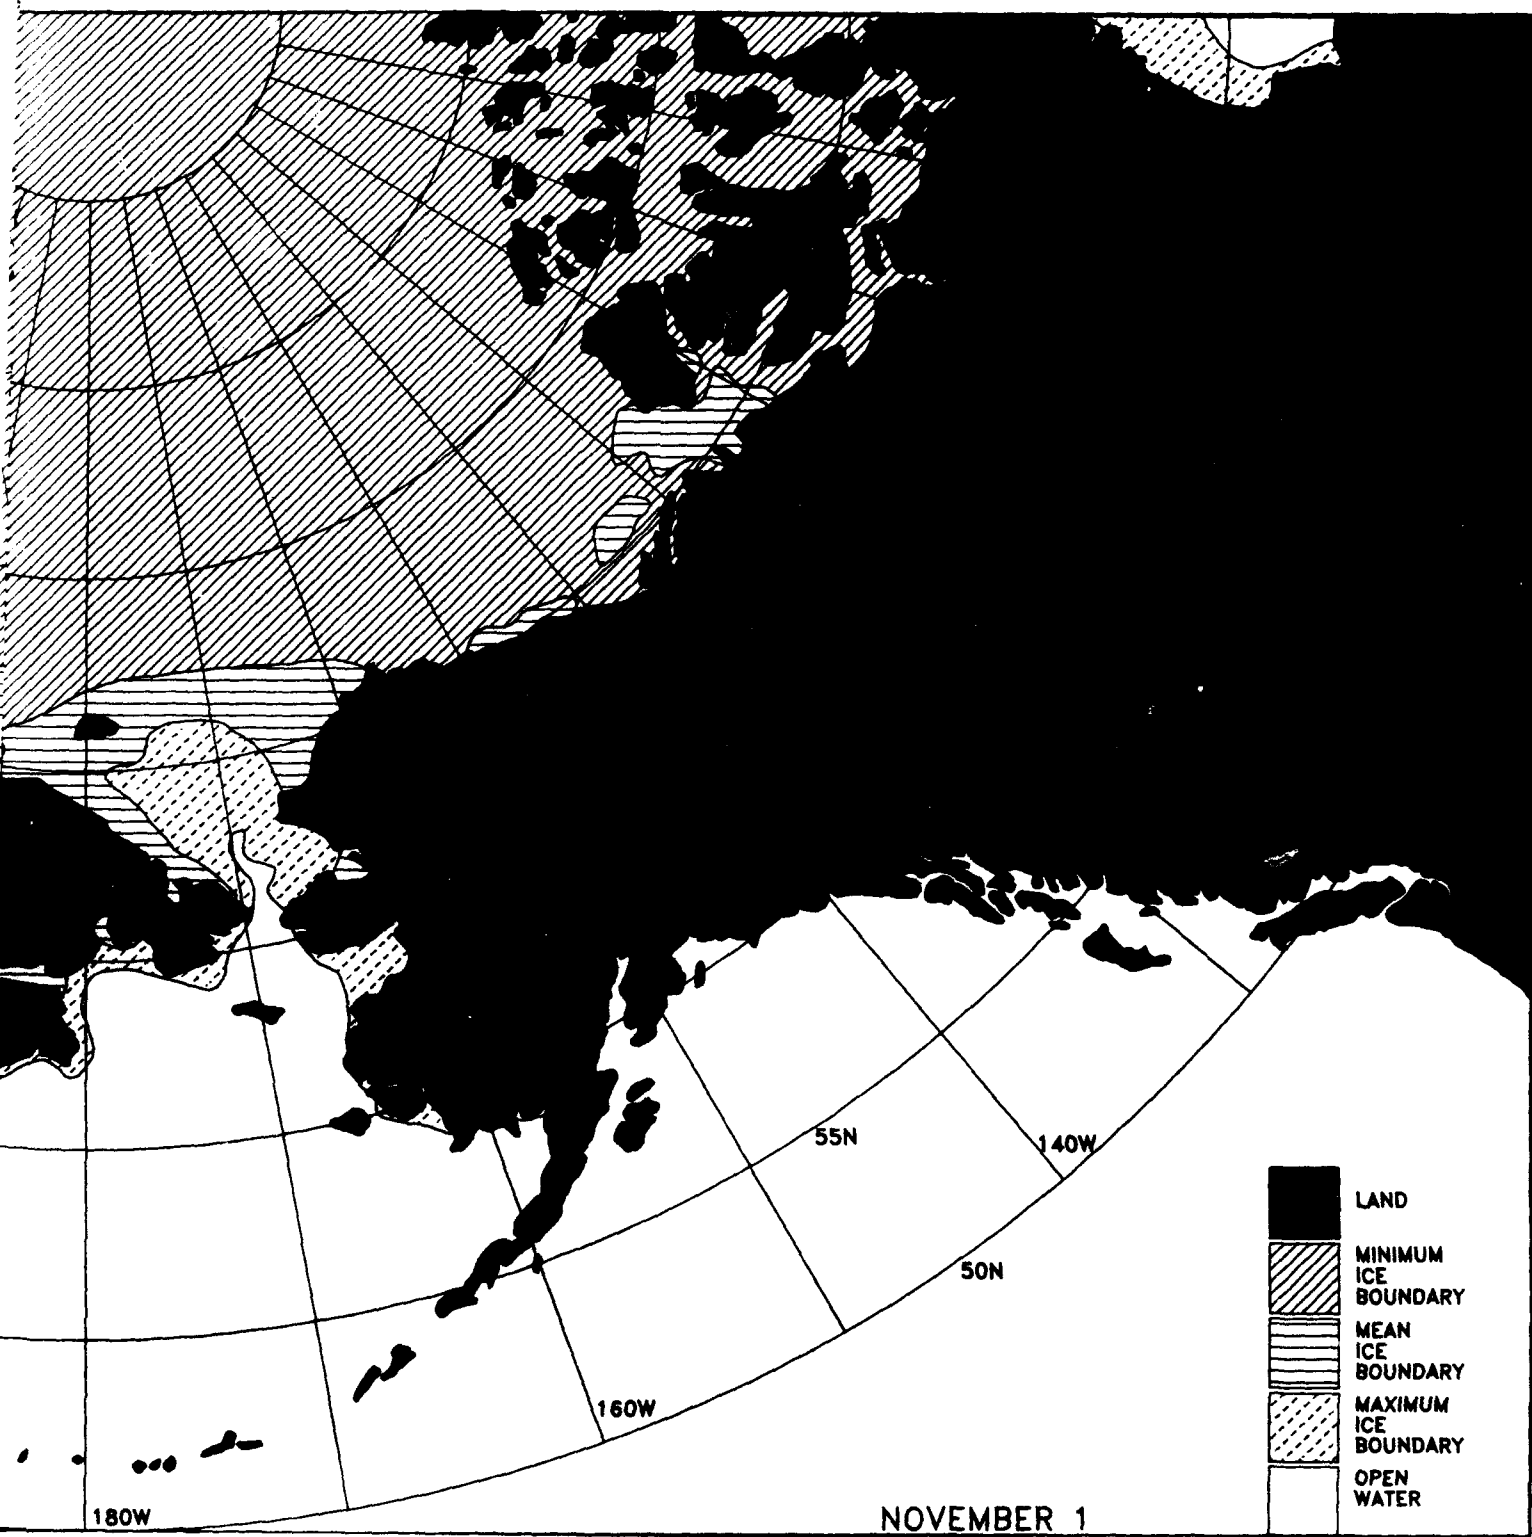 55N
140W
LAND
MINIMUM
ICE
BOUNDARY
50N
MEAN
ICE
BOUNDARY
160W
MAXIMUM
ICE
BOUNDARY
OPEN
WATER
180W
NOVEMBER 1